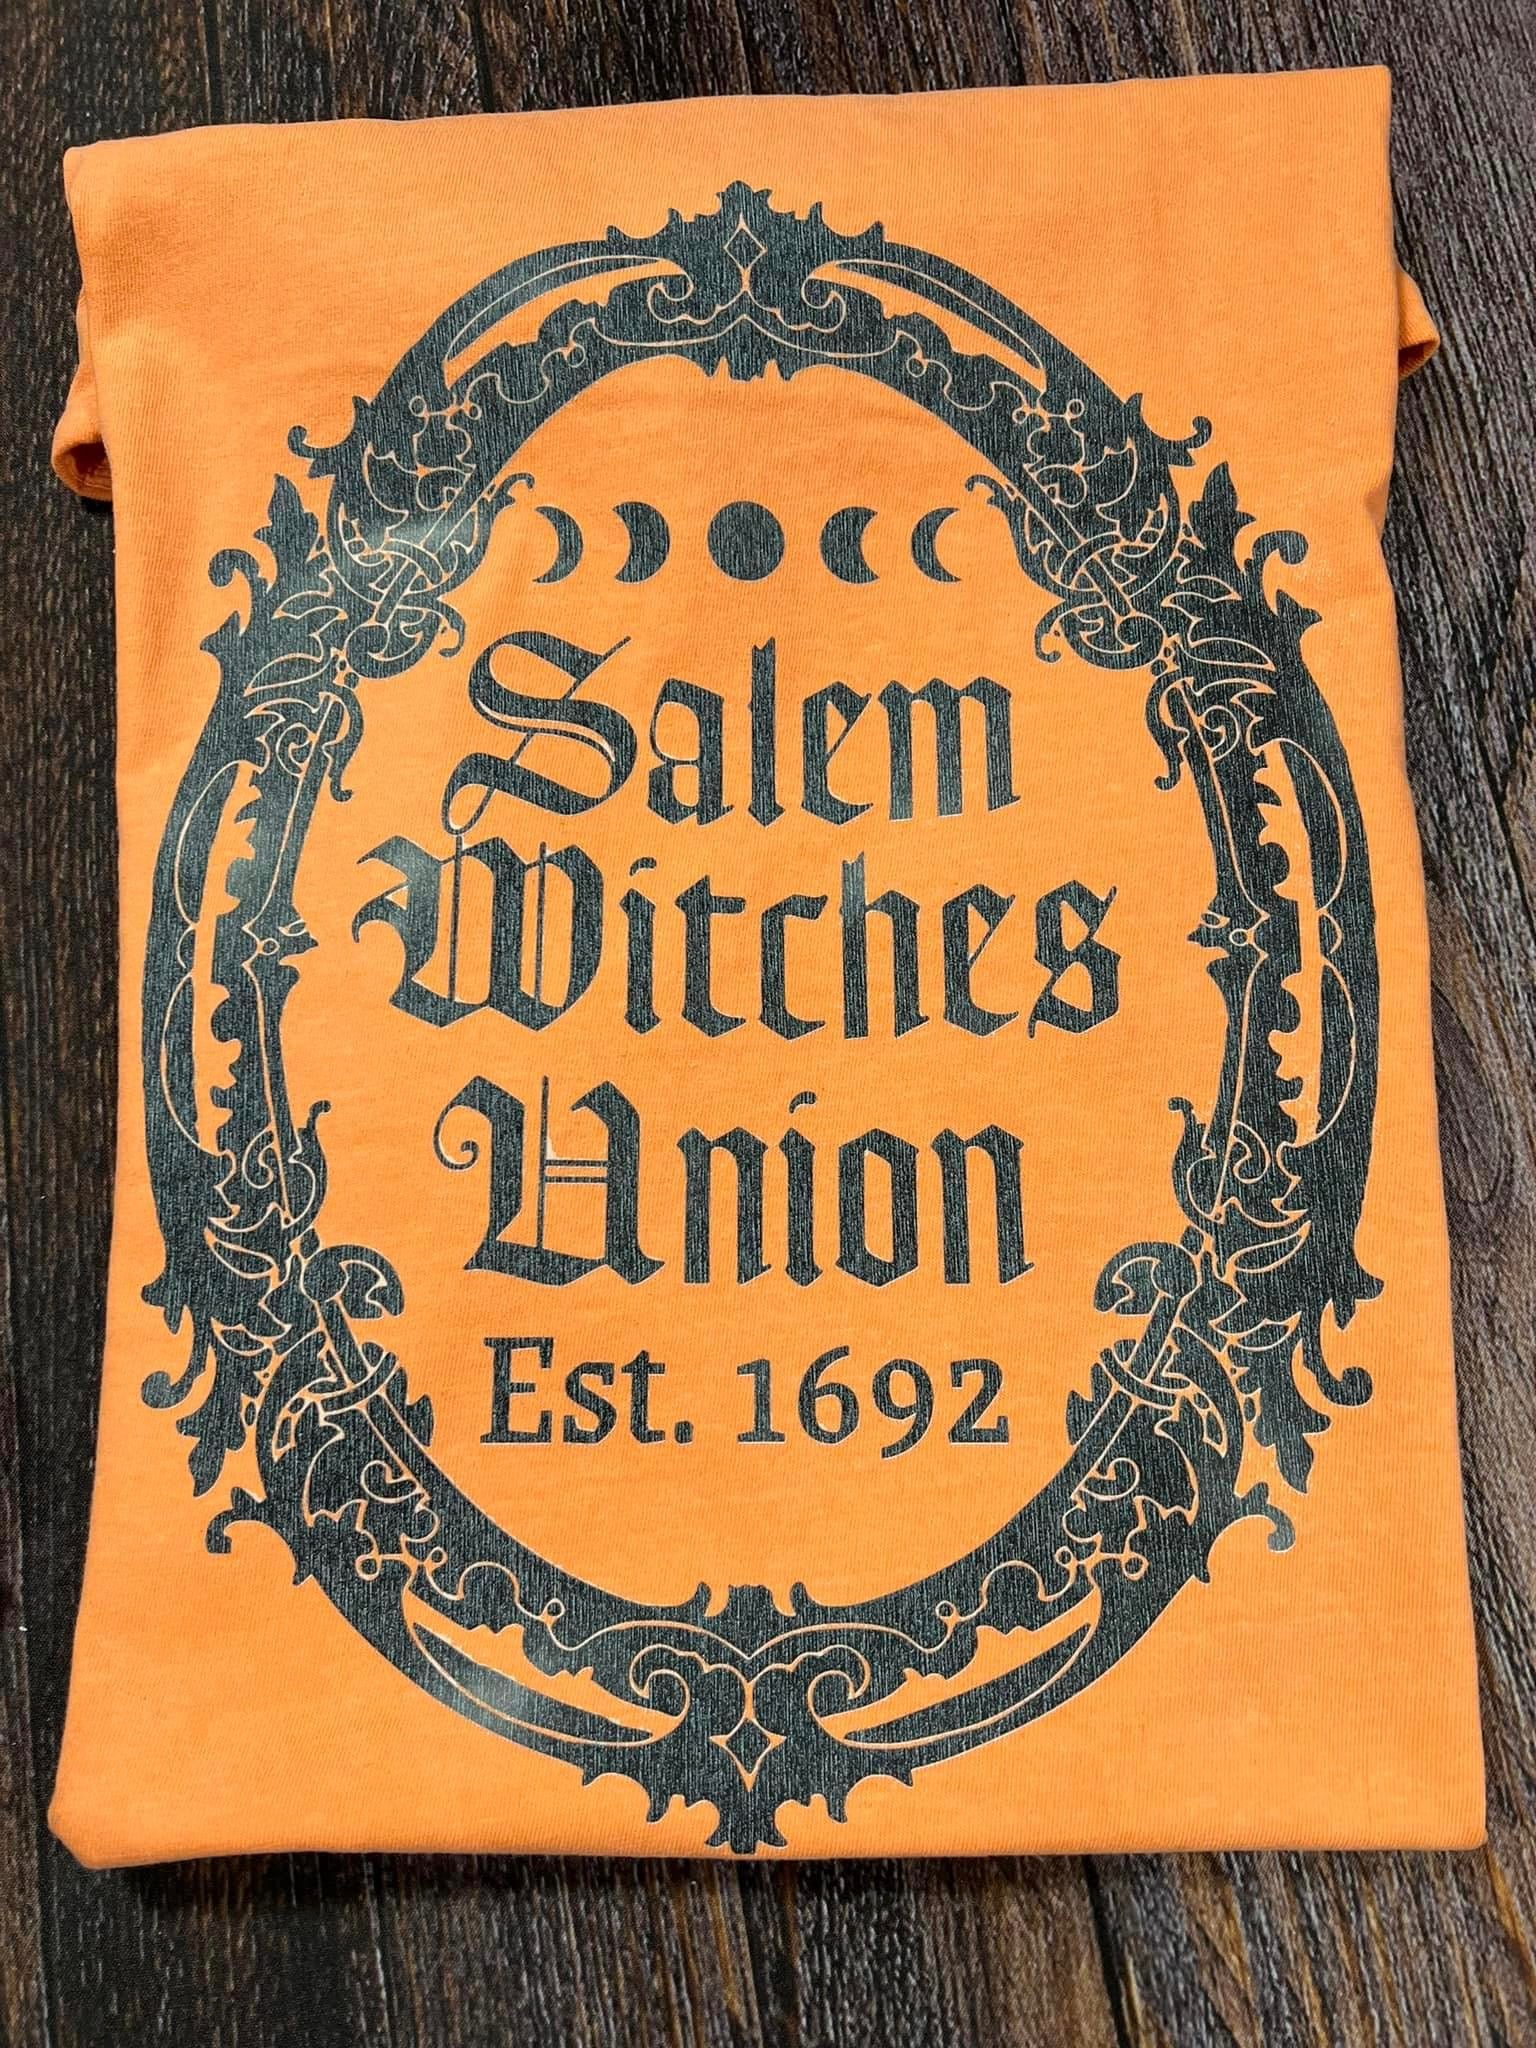 Salem
Witches
Union
Est. 1692